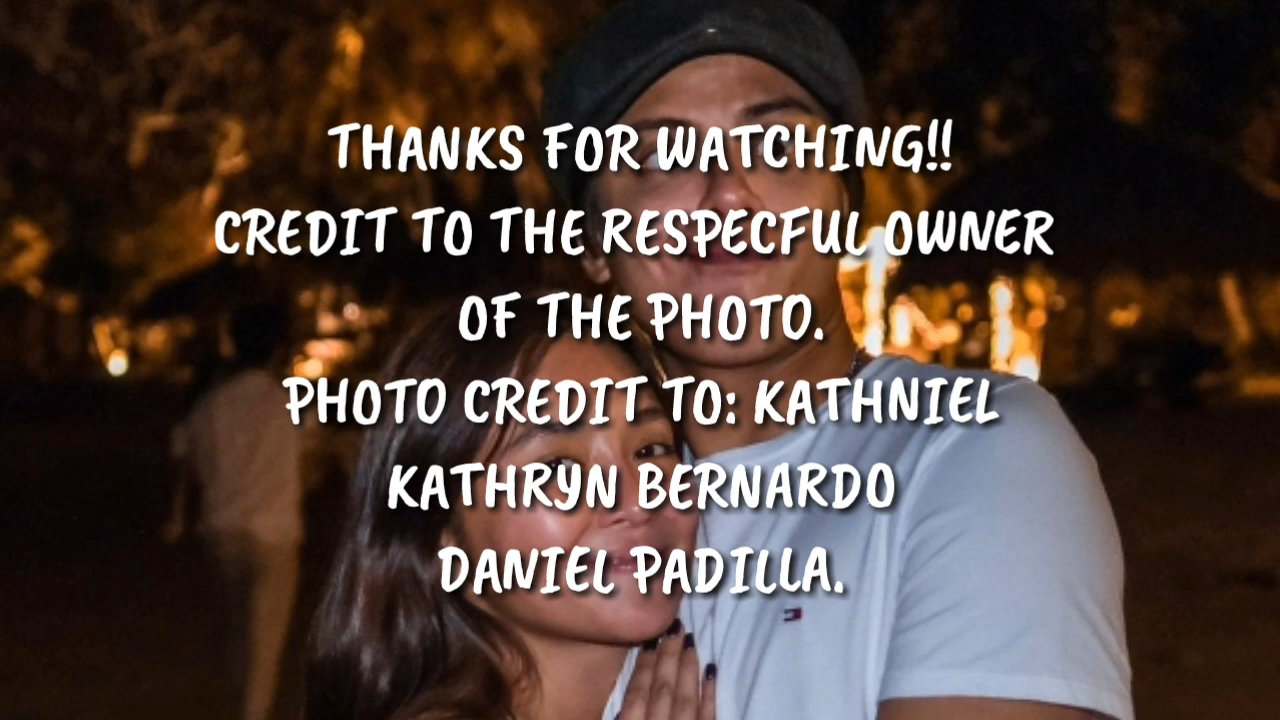 THANKS FOR WATCHING!!
CREDIT TO THE RESPECFUL OWNER
OF THE PHOTO.
PHOTO CREDIT TO: KATHNIEL
KATHRYN BERNARDO
DANIEL PADILLA.